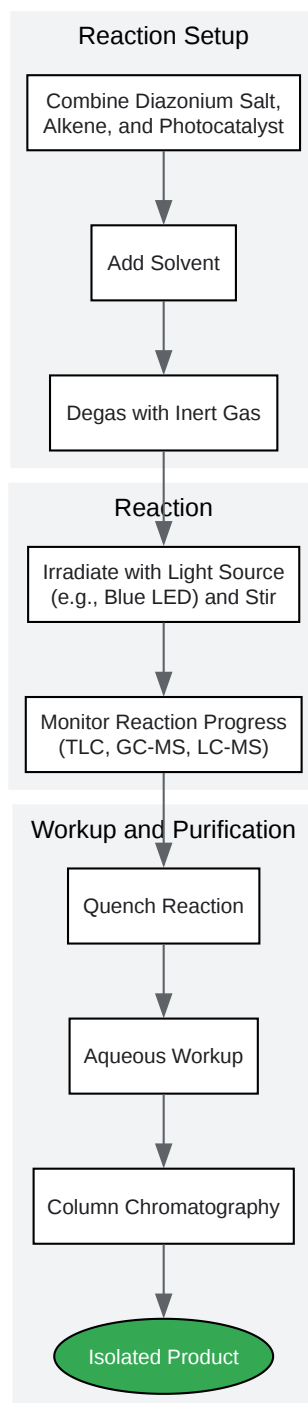 Reaction Setup
Combine Diazonium Salt,
Alkene, and Photocatalyst
Add Solvent
Degas with Inert Gas
Reaction
Irradiate with Light Source
(e.g., Blue LED) and Stir
Monitor Reaction Progress
(TLC, GC-MS, LC-MS)
Workup and Purification
Quench Reaction
Aqueous Workup
Column Chromatography
Isolated Product